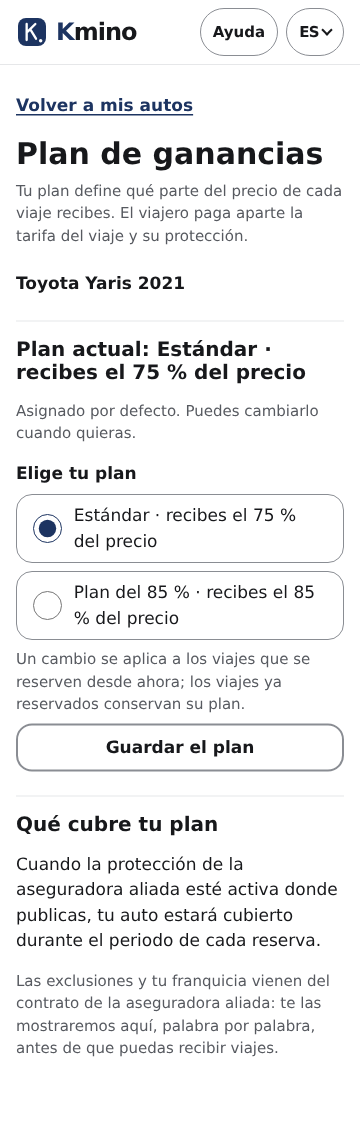 Kmino
Ayuda
ES
Volver a mis autos
Plan de ganancias
Tu plan define qué parte del precio de cada
viaje recibes. El viajero paga aparte la
tarifa del viaje y su protección.
Toyota Yaris 2021
Plan actual: Estándar ·
recibes el 75 % del precio
Asignado por defecto. Puedes cambiarlo
cuando quieras.
Elige tu plan
Estándar · recibes el 75 %
del precio
Plan del 85 % · recibes el 85
% del precio
Un cambio se aplica a los viajes que se
reserven desde ahora; los viajes ya
reservados conservan su plan.
Guardar el plan
Qué cubre tu plan
Cuando la protección de la
aseguradora aliada esté activa donde
publicas, tu auto estará cubierto
durante el periodo de cada reserva.
Las exclusiones y tu franquicia vienen del
contrato de la aseguradora aliada: te las
mostraremos aquí, palabra por palabra,
antes de que puedas recibir viajes.